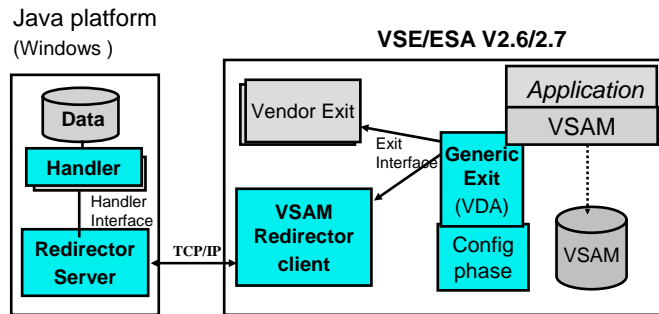 Java platform
(Windows )
VSE/ESA V2.6/2.7
Data
Handler
Handler
Interface
Redirector
Server
TCP/IP
Vendor Exit
Exit
Interface
VSAM
Redirector
client
Generic
Exit
(VDA)
Config
phase
Application
VSAM
VSAM